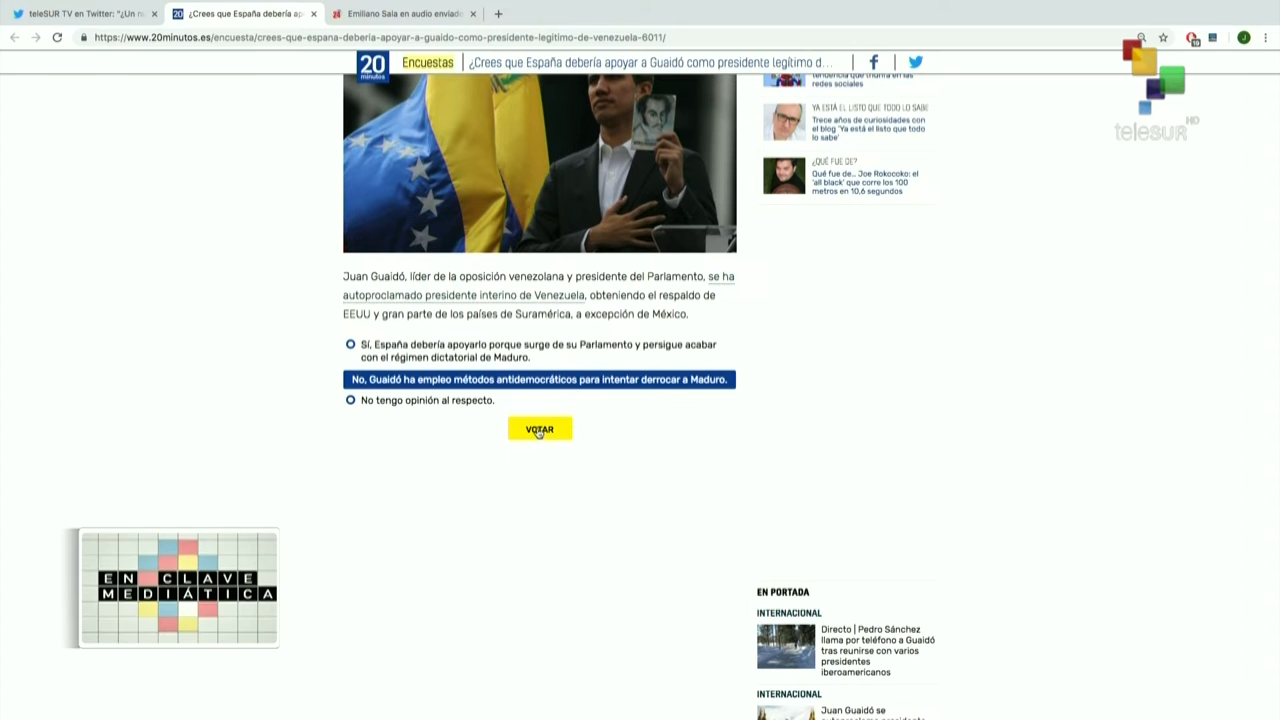 teleSUR TV en Twitter: "¿Un n
¿Crees que España debería ap
Emiliano Sala en audio enviado
https://www.20minutos.es/encuesta/crees-que-espana-deberia-apoyar-a-guaido-como-presidente-legitimo-de-venezuela-6011/
20
minutos
Encuestas
¿Crees que España debería apoyar a Guaidó como presidente legítimo d...
telesur HD
tendencia que triunfa en las
redes sociales
YA ESTÁ EL LISTO QUE TODO LO SABE
Trece años de curiosidades con
el blog 'Ya está el listo que todo
lo sabe'
¿QUÉ FUE DE?
Qué fue de… Joe Rokocoko: el
'all black' que corre los 100
metros en 10,6 segundos
Juan Guaidó, líder de la oposición venezolana y presidente del Parlamento, se ha
autoproclamado presidente interino de Venezuela, obteniendo el respaldo de
EEUU y gran parte de los países de Suramérica, a excepción de México.
Sí, España debería apoyarlo porque surge de su Parlamento y persigue acabar
con el régimen dictatorial de Maduro.
No, Guaidó ha empleo métodos antidemocráticos para intentar derrocar a Maduro.
No tengo opinión al respecto.
VOTAR
EN CLAVE
MEDIÁTICA
EN PORTADA
INTERNACIONAL
Directo | Pedro Sánchez
llama por teléfono a Guaidó
tras reunirse con varios
presidentes
iberoamericanos
INTERNACIONAL
Juan Guaidó se